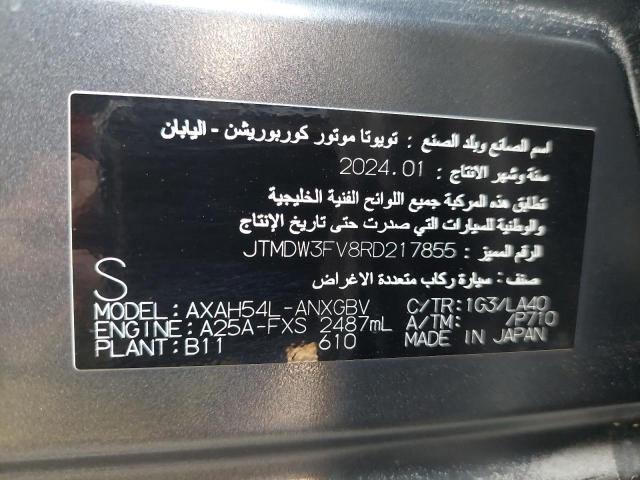 اسم الصانع وبلد الصنع : تويوتا موتور كوربوريشن - اليابان
سنة وشهر الانتاج : 2024.01
تطابق هذه المركبة جميع اللوائح الفنية الخليجية
والوطنية للسيارات التي صدرت حتى تاريخ الإنتاج
الرقم المميز : JTMDW3FV8RD217855
صنف : سيارة ركاب متعددة الاغراض
S
MODEL: AXAH54L-ANXGBV C/TR: 1G3/LA40
ENGINE: A25A-FXS 2487mL A/TM: /P710
PLANT: B11 610 MADE IN JAPAN